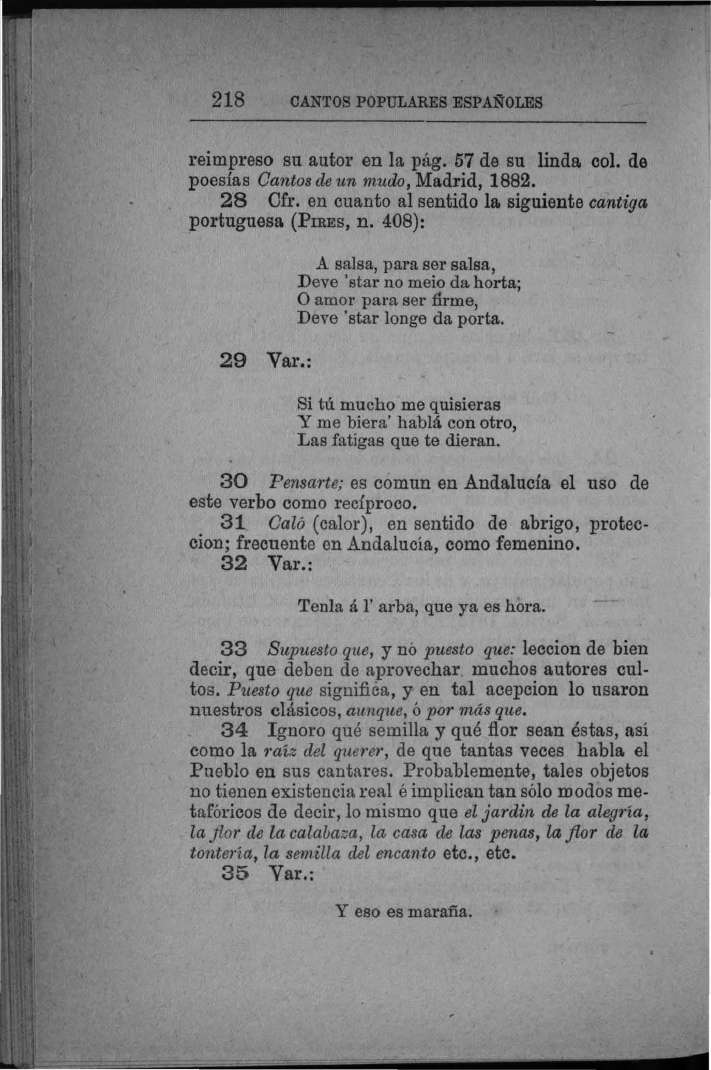 218 CANTOS POPULARES ESPAÑOLES
reimpreso su autor en la pág. 57 de su linda col. de
poesías Cantos de un mudo, Madrid, 1882.
28 Cfr. en cuanto al sentido la siguiente cantiga
portuguesa (PIRES, n. 408):
A salsa, para ser salsa,
Deve 'star no meio da horta;
O amor para ser firme,
Deve 'star longe da porta.
29 Var.:
Si tú mucho me quisieras
Y me biera' hablá con otro,
Las fatigas que te dieran.
30 Pensarte; es comun en Andalucía el uso de
este verbo como recíproco.
31 Caló (calor), en sentido de abrigo, protec-
cion; frecuente en Andalucía, como femenino.
32 Var.:
Tenla á l' arba, que ya es hora.
33 Supuesto que, y nó puesto que: leccion de bien
decir, que deben de aprovechar muchos autores cul-
tos. Puesto que significa, y en tal acepcion lo usaron
nuestros clásicos, aunque, ó por más que.
34 Ignoro qué semilla y qué flor sean éstas, así
como la raíz del querer, de que tantas veces habla el
Pueblo en sus cantares. Probablemente, tales objetos
no tienen existencia real é implican tan sólo modos me-
tafóricos de decir, lo mismo que el jardin de la alegría,
la flor de la calabaza, la casa de las penas, la flor de la
tontería, la semilla del encanto etc., etc.
35 Var.:
Y eso es maraña.